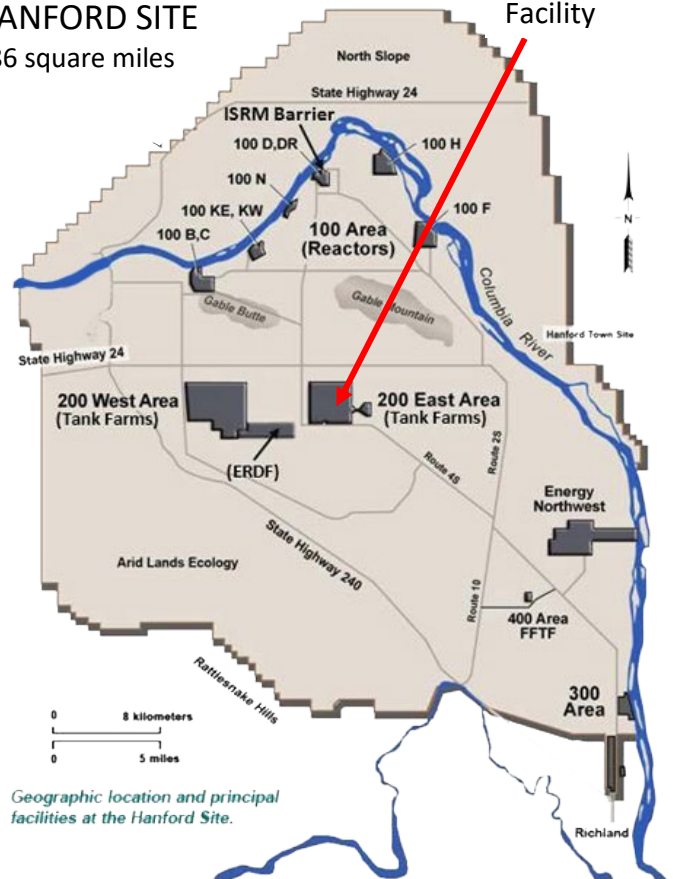 ANFORD SITE
36 square miles
Facility
North Slope
State Highway 24
ISRM Barrier
100 D,DR
100 H
100 N
100 KE, KW
100 F
100 B,C
100 Area
(Reactors)
N
Gable Butte
Gable Mountain
Columbia River
Hanford Town Site
State Highway 24
200 West Area
(Tank Farms)
200 East Area
(Tank Farms)
(ERDF)
Route 4S
Route 2S
Energy
Northwest
State Highway 240
Arid Lands Ecology
Route 10
400 Area
FFTF
Rattlesnake Hills
300
Area
0 8 kilometers
0 5 miles
Geographic location and principal
facilities at the Hanford Site.
Richland